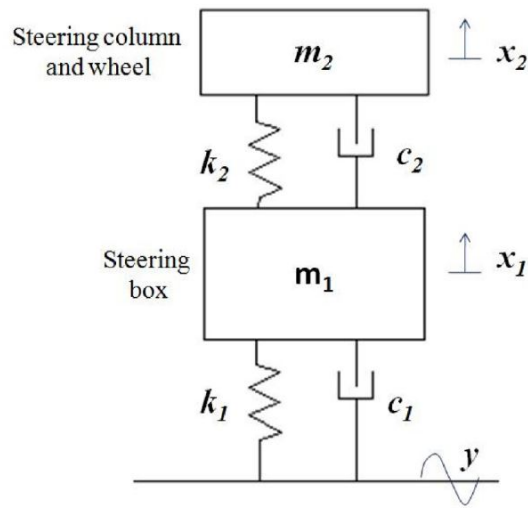 Steering column
and wheel
m2
x2
k2
c2
Steering
box
m1
x1
k1
c1
y